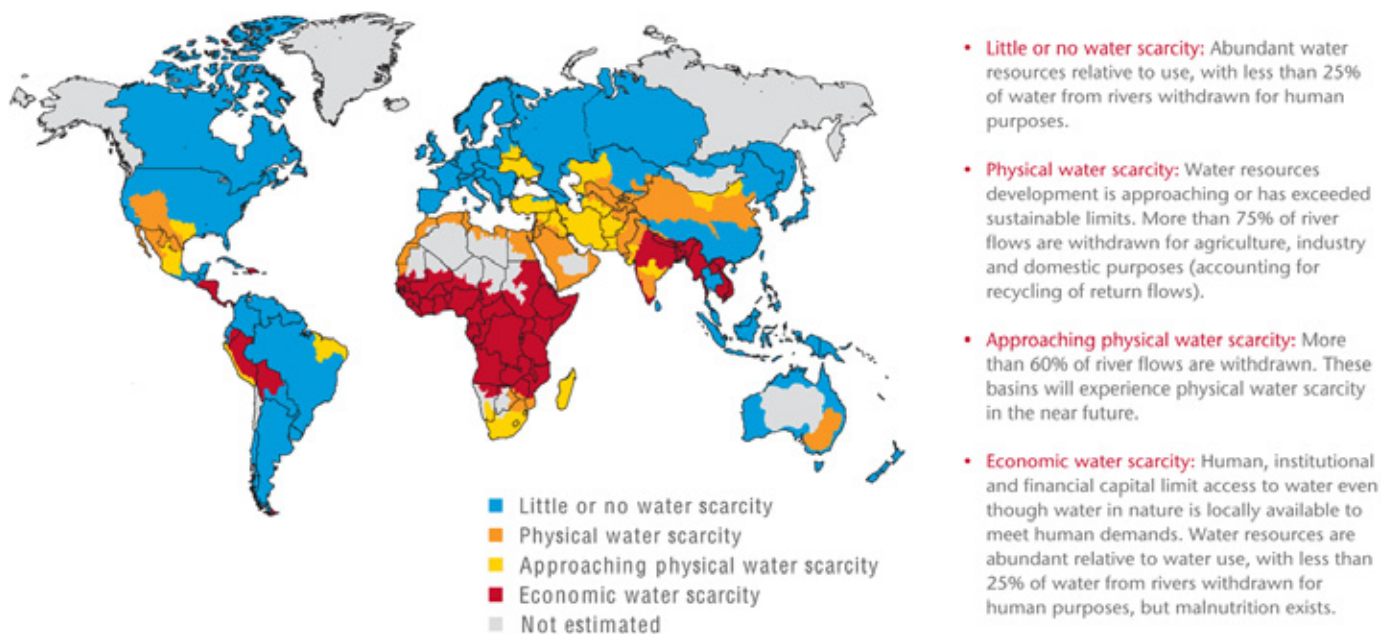 Little or no water scarcity
Physical water scarcity
Approaching physical water scarcity
Economic water scarcity
Not estimated
• Little or no water scarcity: Abundant water
resources relative to use, with less than 25%
of water from rivers withdrawn for human
purposes.
• Physical water scarcity: Water resources
development is approaching or has exceeded
sustainable limits. More than 75% of river
flows are withdrawn for agriculture, industry
and domestic purposes (accounting for
recycling of return flows).
• Approaching physical water scarcity: More
than 60% of river flows are withdrawn. These
basins will experience physical water scarcity
in the near future.
• Economic water scarcity: Human, institutional
and financial capital limit access to water even
though water in nature is locally available to
meet human demands. Water resources are
abundant relative to water use, with less than
25% of water from rivers withdrawn for
human purposes, but malnutrition exists.